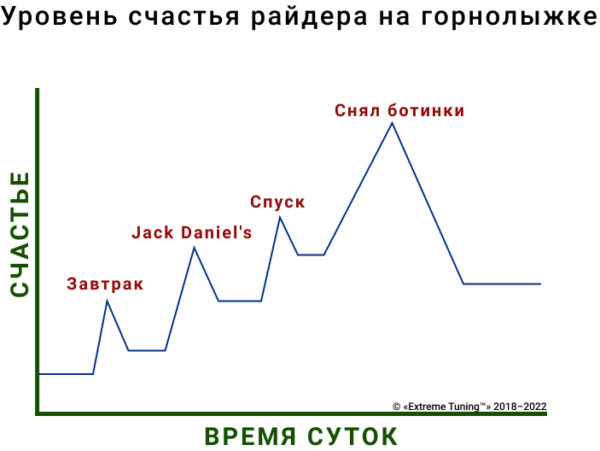 Уровень счастья райдера на горнолыжке
Снял ботинки
Спуск
Jack Daniel's
Завтрак
СЧАСТЬЕ
© «Extreme Tuning™» 2018–2022
ВРЕМЯ СУТОК